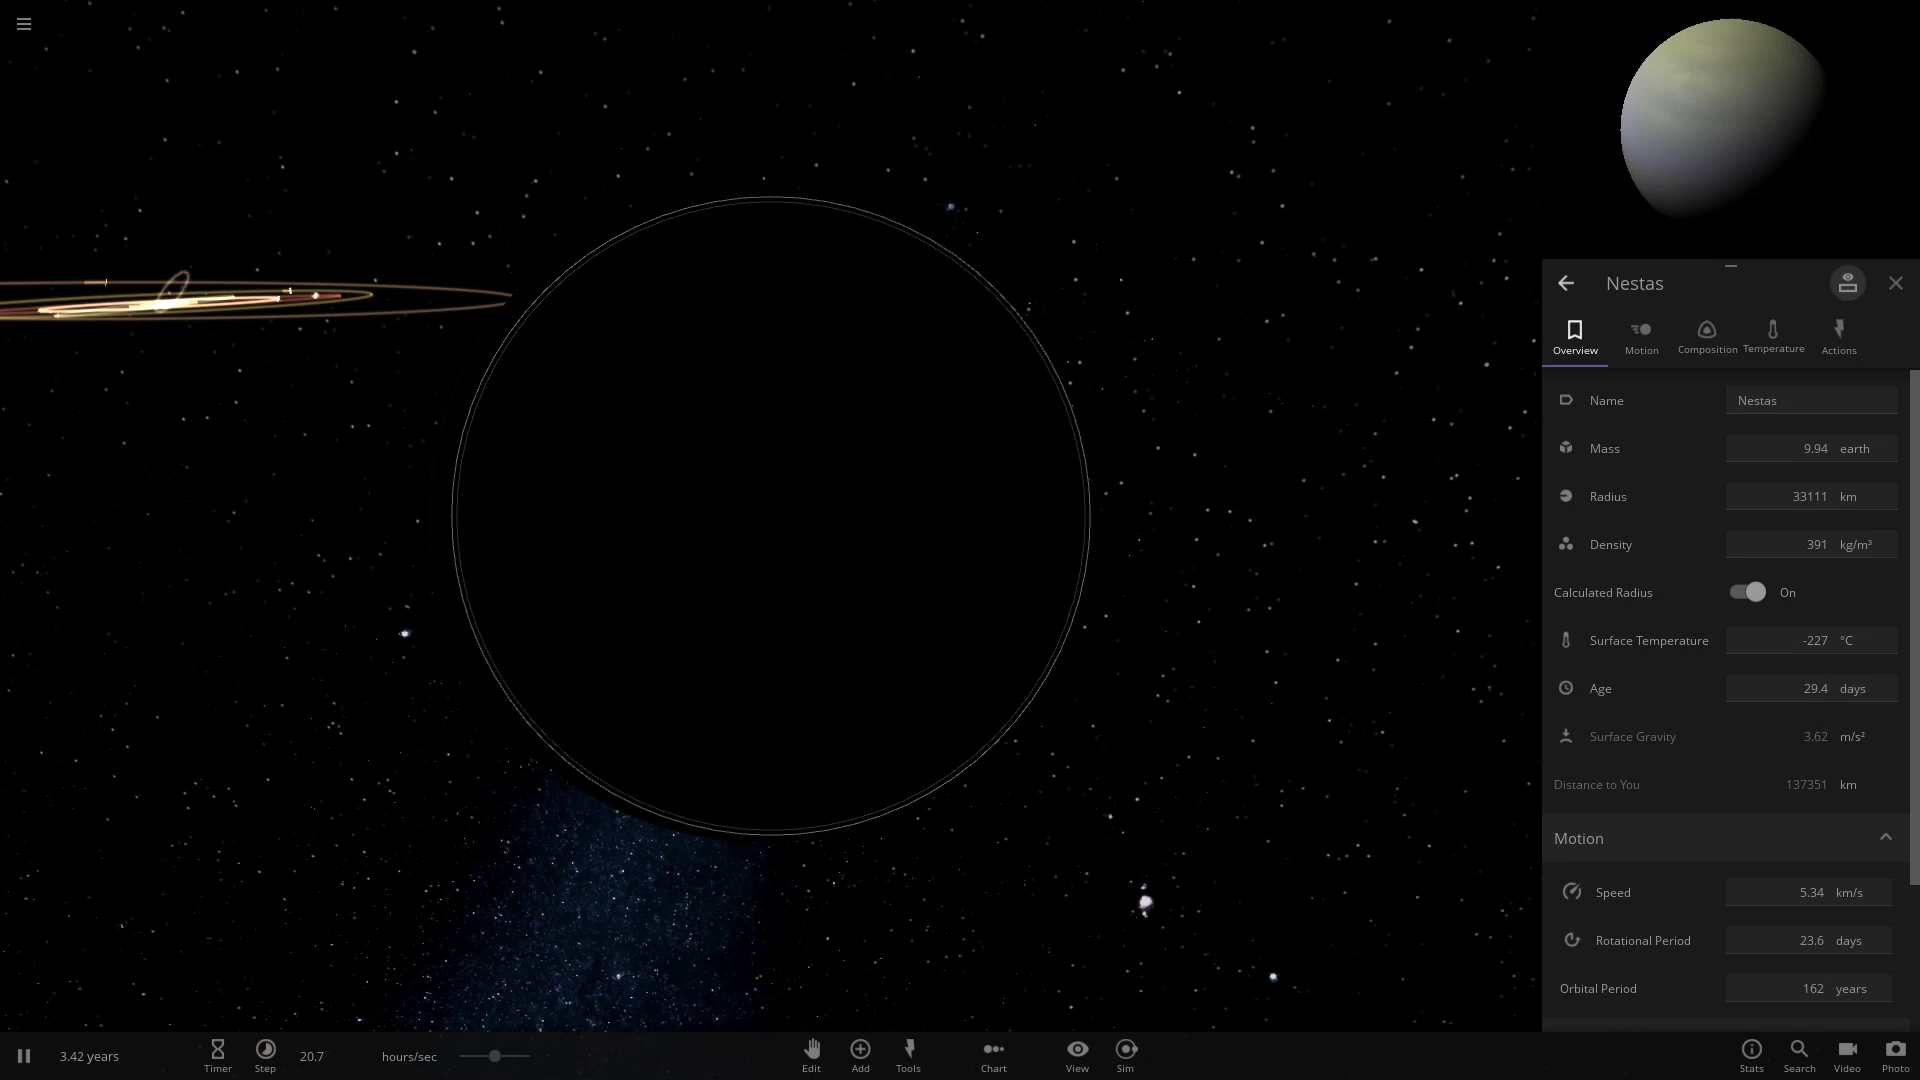 Nestas
Overview
Motion
Composition
Temperature
Actions
Name Nestas
Mass 9.94 earth
Radius 33111 km
Density 391 kg/m³
Calculated Radius On
Surface Temperature -227 °C
Age 29.4 days
Surface Gravity 3.62 m/s²
Distance to You 137351 km
Motion
Speed 5.34 km/s
Rotational Period 23.6 days
Orbital Period 162 years
3.42 years
Timer
Step
20.7 hours/sec
Edit
Add
Tools
Chart
View
Sim
Stats
Search
Video
Photo